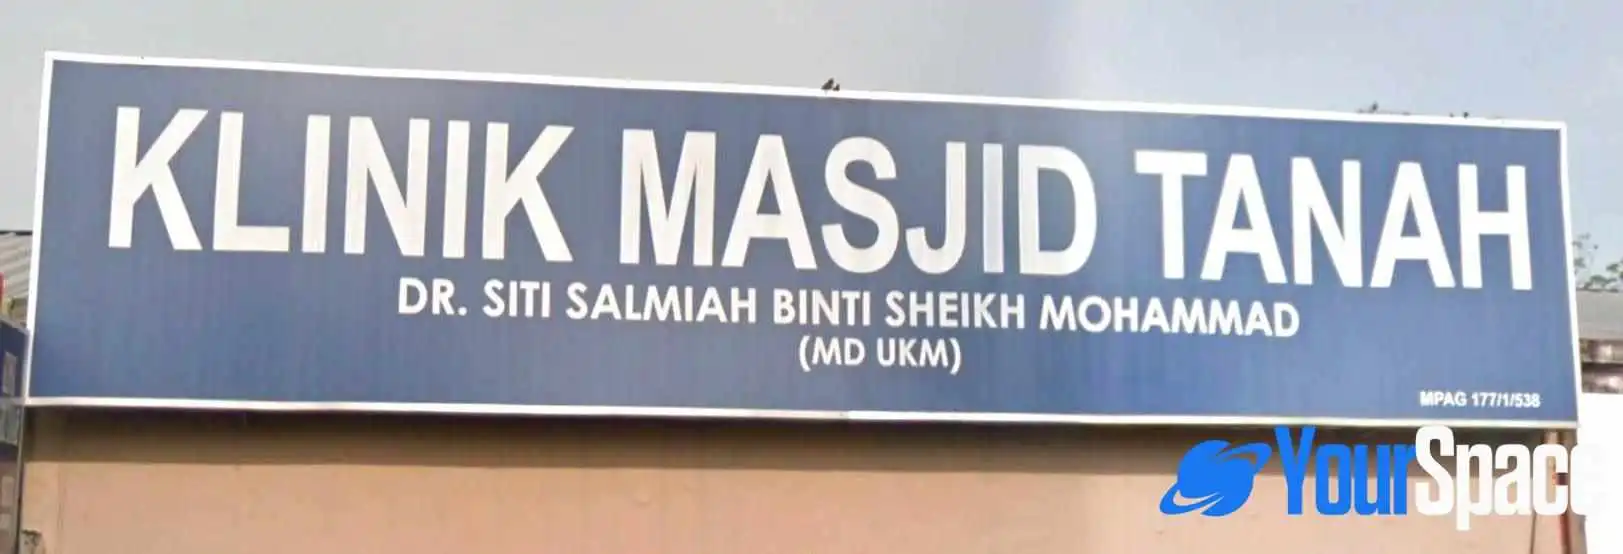 KLINIK MASJID TANAH
DR. SITI SALMIAH BINTI SHEIKH MOHAMMAD
(MD UKM)
MPAG 177/1/538
YourSpace